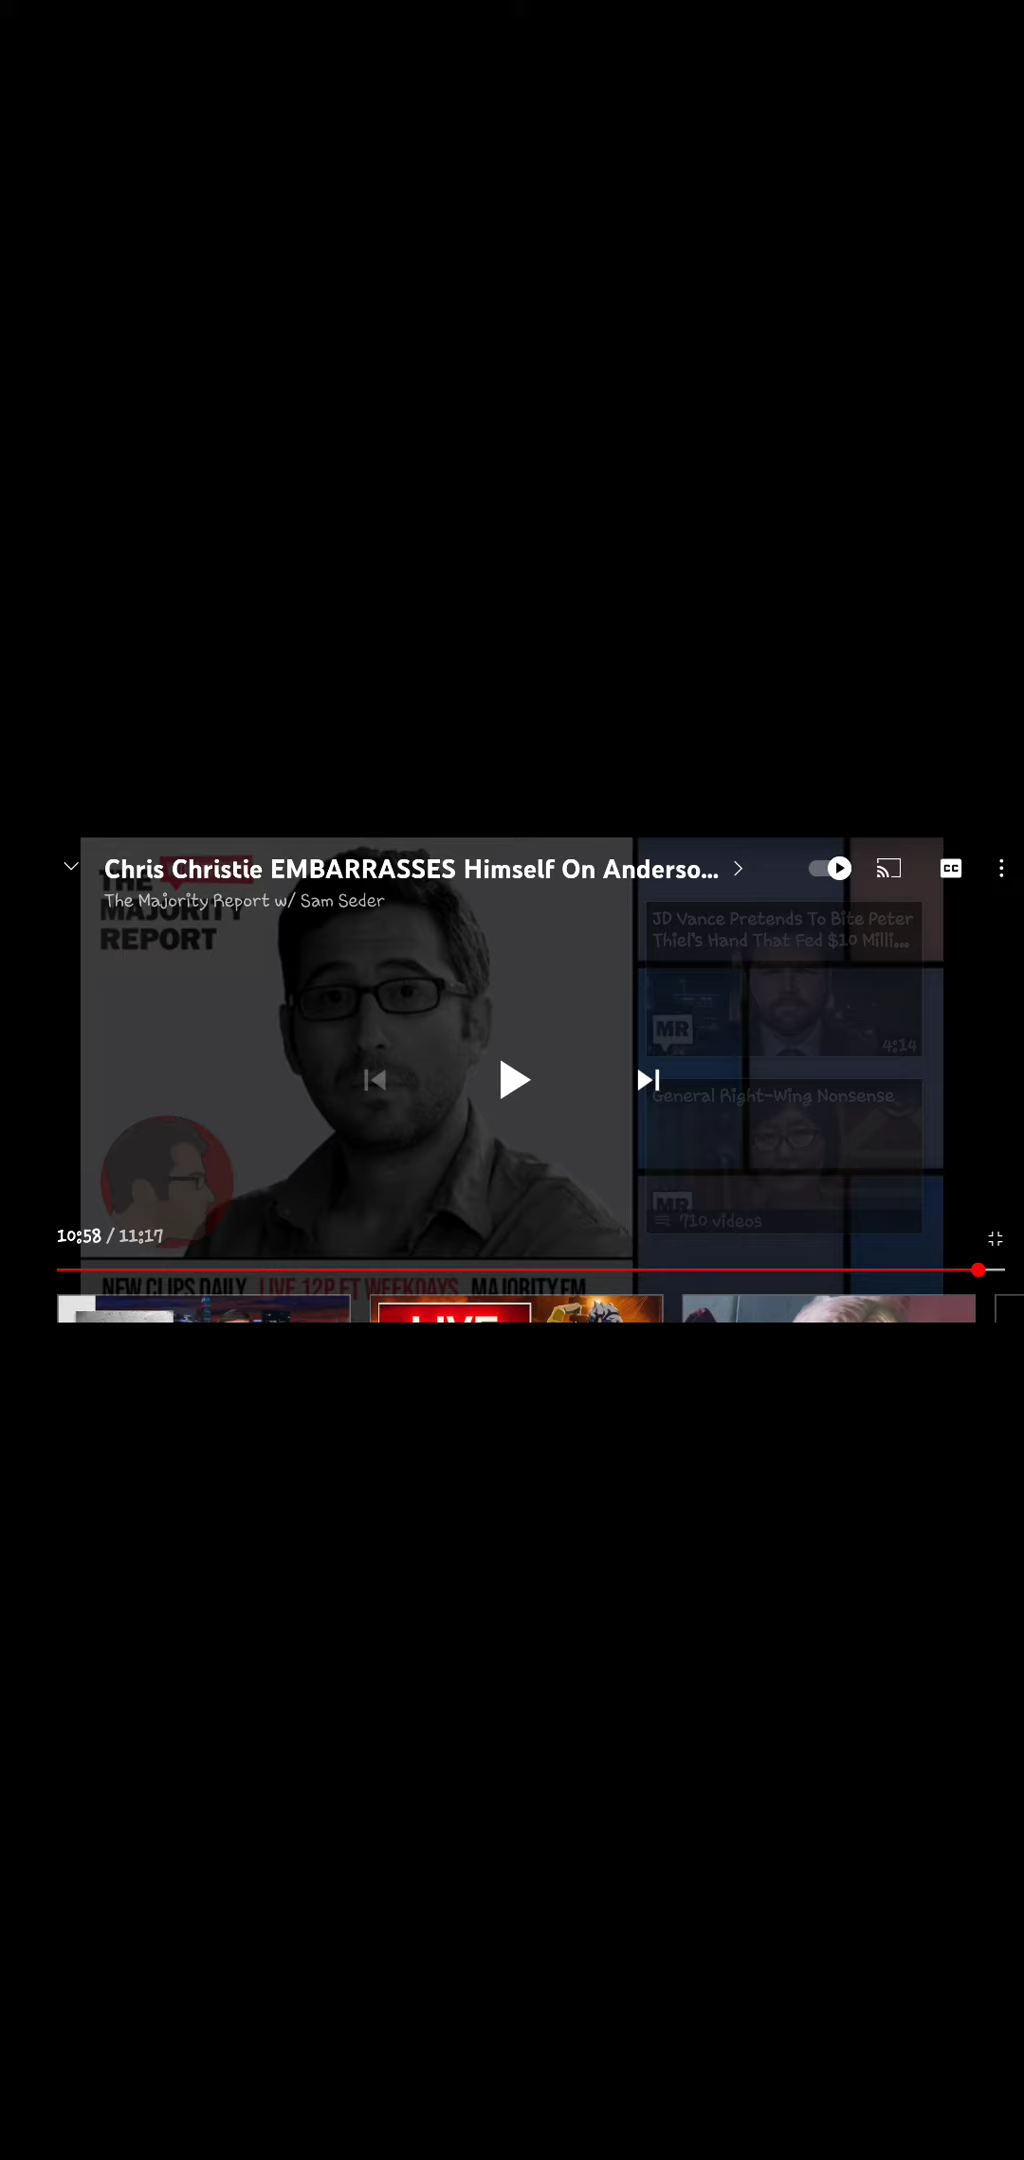 Chris Christie EMBARRASSES Himself On Anderso...
The Majority Report w/ Sam Seder
THE
MAJORITY
REPORT
JD Vance Pretends To Bite Peter
Thiel's Hand That Fed $10 Milli...
MR
4:14
General Right-Wing Nonsense
MR
710 videos
CC
10:58 / 11:17
NEW CLIPS DAILY LIVE 12P ET WEEKDAYS MAJORITY.FM
LIVE